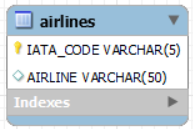 airlines
IATA_CODE VARCHAR(5)
AIRLINE VARCHAR(50)
Indexes